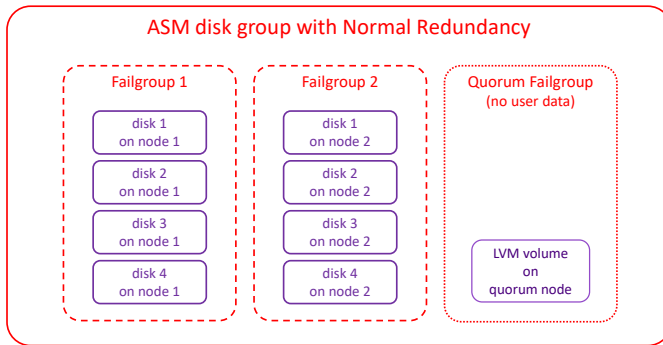 ASM disk group with Normal Redundancy
Failgroup 1
disk 1
on node 1
disk 2
on node 1
disk 3
on node 1
disk 4
on node 1
Failgroup 2
disk 1
on node 2
disk 2
on node 2
disk 3
on node 2
disk 4
on node 2
Quorum Failgroup
(no user data)
LVM volume
on
quorum node